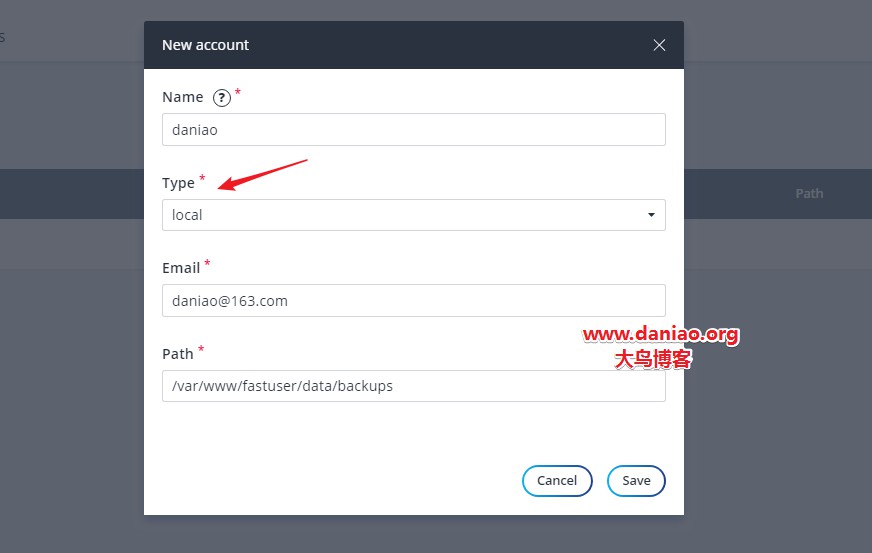 s
New account
Name ? *
daniao
Type *
local
Path
Email *
daniao@163.com
www.daniao.org
大鸟博客
Path *
/var/www/fastuser/data/backups
Cancel Save